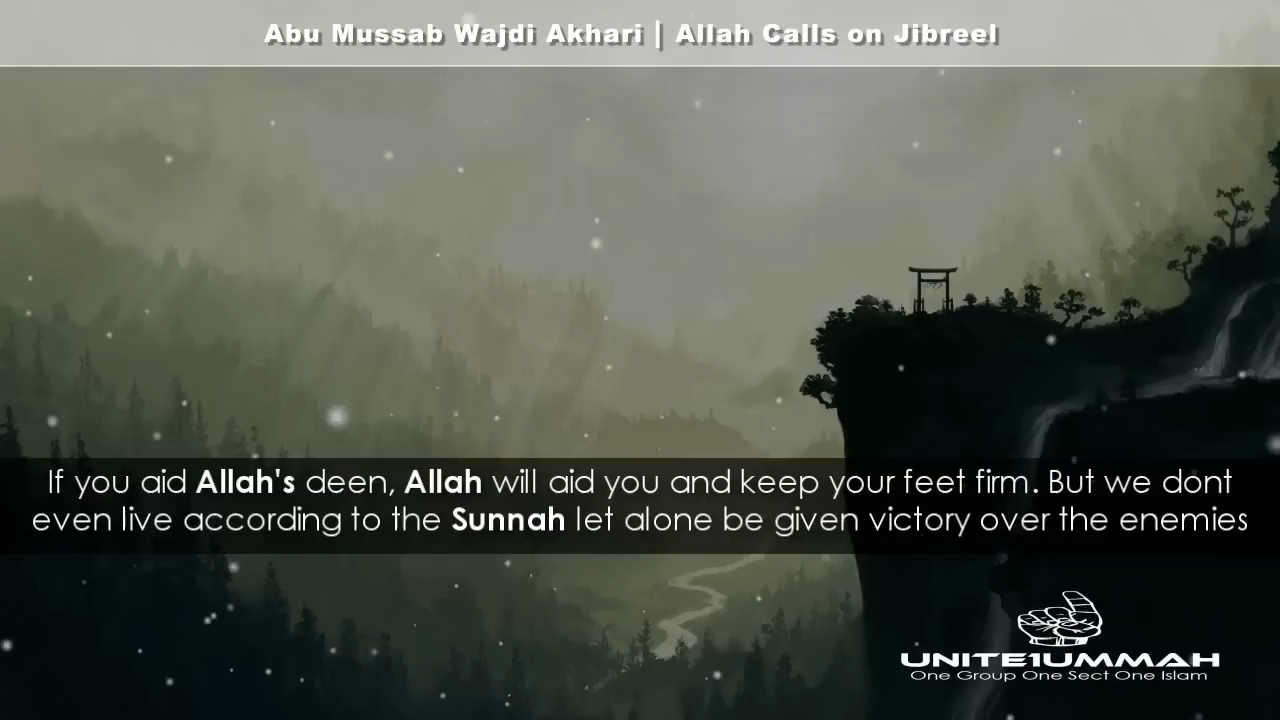 Abu Mussab Wajdi Akhari | Allah Calls on Jibreel
If you aid Allah's deen, Allah will aid you and keep your feet firm. But we dont
even live according to the Sunnah let alone be given victory over the enemies
UNITE1UMMAH
One Group One Sect One Islam